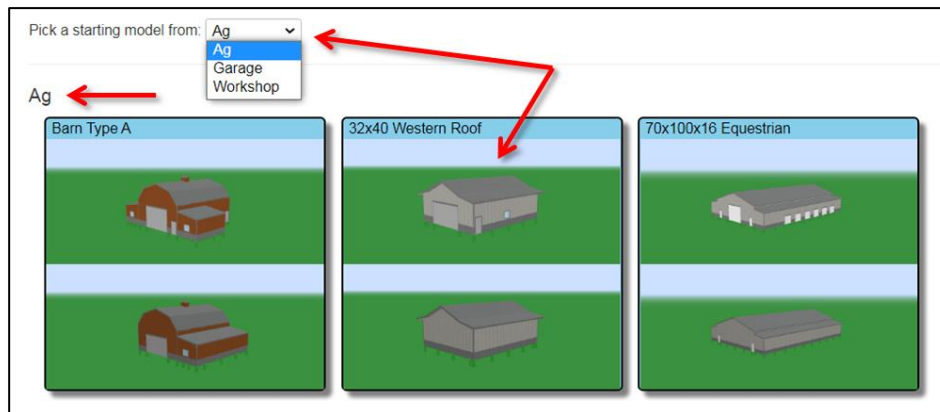 Pick a starting model from: Ag
Ag
Garage
Workshop
Ag
Barn Type A
32x40 Western Roof
70x100x16 Equestrian